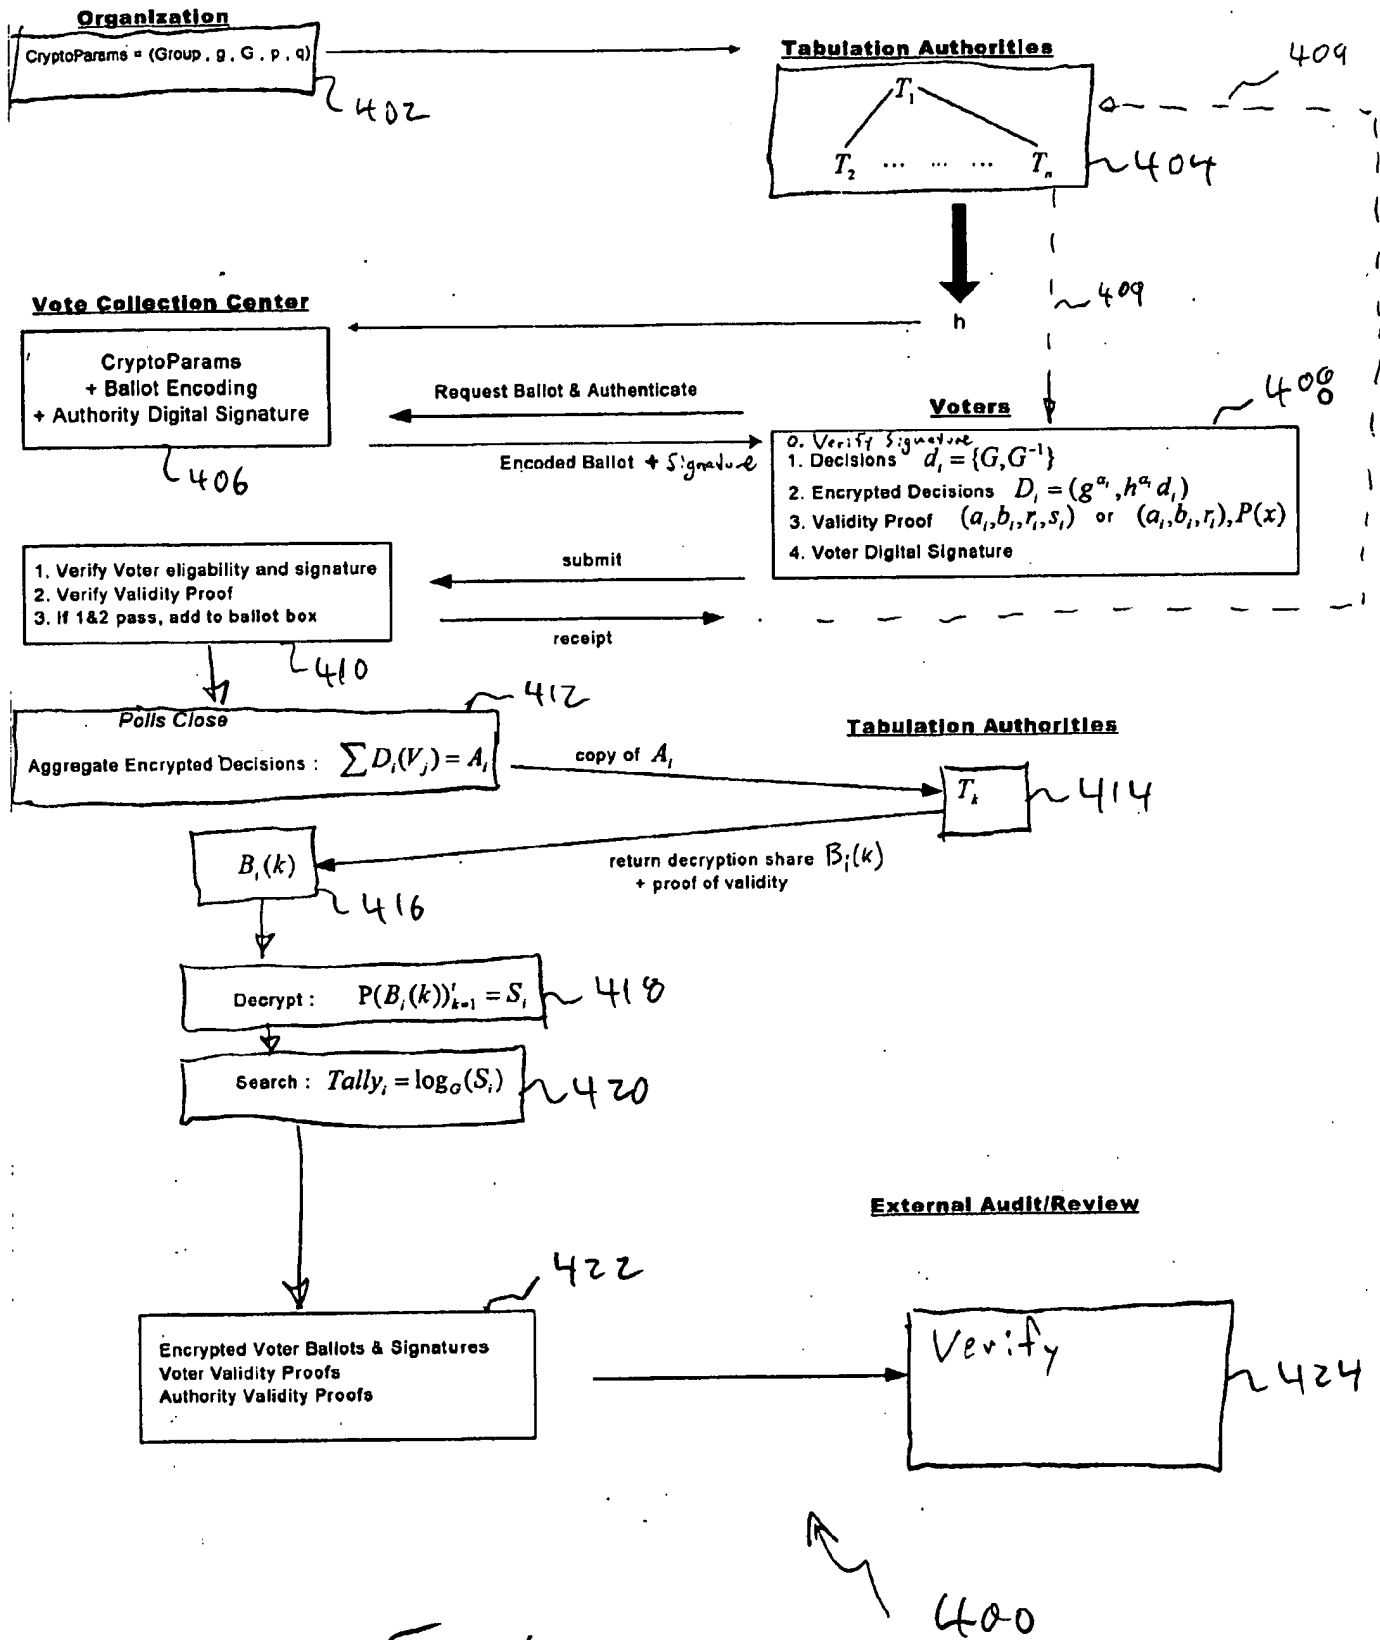 Organization
CryptoParams = (Group , g , G , p , q)
402
Tabulation Authorities
T₁
T₂ ... ... ... Tₙ
404
409
h
409
Vote Collection Center
CryptoParams
+ Ballot Encoding
+ Authority Digital Signature
406
Request Ballot & Authenticate
Encoded Ballot + Signature
Voters
408
0. Verify Signature
1. Decisions dᵢ = {G,G⁻¹}
2. Encrypted Decisions Dᵢ = (g^αᵢ , h^αᵢ dᵢ)
3. Validity Proof (aᵢ,bᵢ,rᵢ,sᵢ) or (aᵢ,bᵢ,rᵢ),P(x)
4. Voter Digital Signature
1. Verify Voter eligability and signature
2. Verify Validity Proof
3. If 1&2 pass, add to ballot box
410
submit
receipt
412
Polls Close
Aggregate Encrypted Decisions : ∑Dᵢ(Vⱼ) = Aᵢ
copy of Aᵢ
Tabulation Authorities
Tₖ
414
Bᵢ(k)
416
return decryption share Bᵢ(k)
+ proof of validity
Decrypt : P(Bᵢ(k))ᵗₖ₌₁ = Sᵢ
418
Search : Tallyᵢ = log_G(Sᵢ)
420
External Audit/Review
422
Encrypted Voter Ballots & Signatures
Voter Validity Proofs
Authority Validity Proofs
Verify
424
400